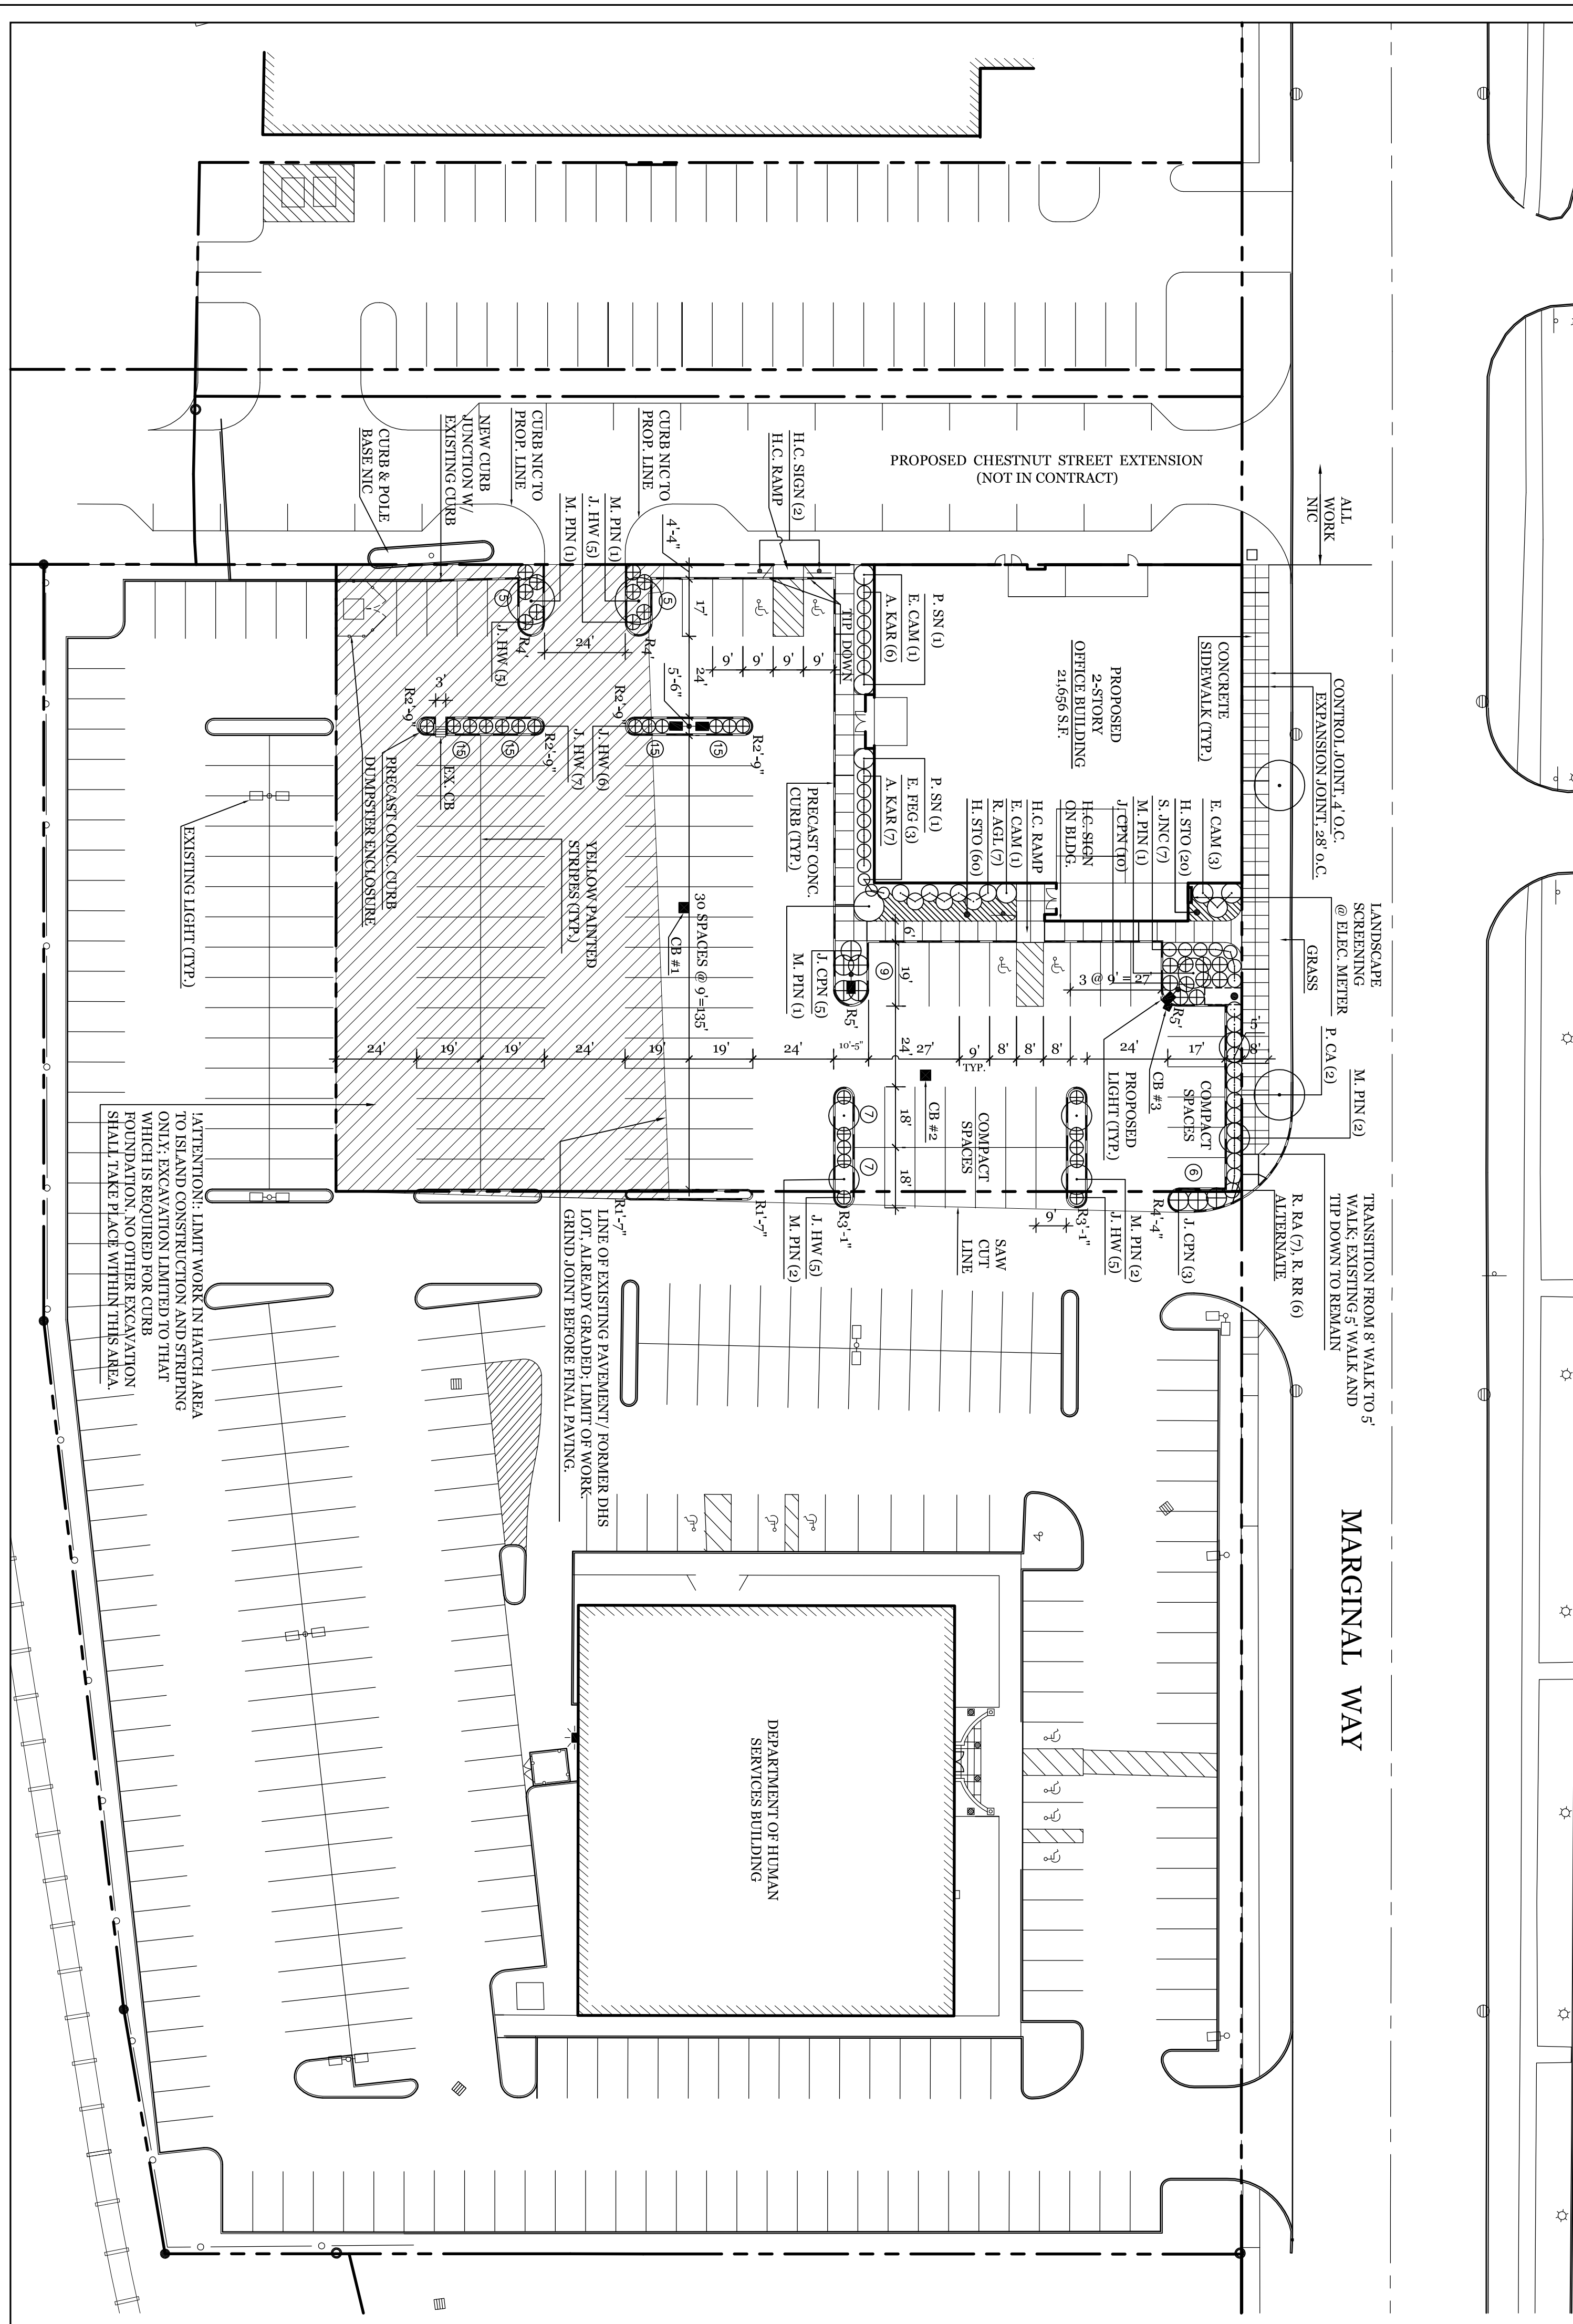 MARGINAL WAY
ALL
WORK
NIC
PROPOSED CHESTNUT STREET EXTENSION
(NOT IN CONTRACT)
CONTROL JOINT, 4' O.C.
EXPANSION JOINT, 28' O.C.
CONCRETE
SIDEWALK (TYP.)
LANDSCAPE
SCREENING
@ ELEC. METER
GRASS
P. CA (2)
M. PIN (2)
TRANSITION FROM 8' WALK TO 5'
WALK; EXISTING 5' WALK AND
TIP DOWN TO REMAIN
R. RA (7), R. RR (6)
ALTERNATE
PROPOSED
2-STORY
OFFICE BUILDING
21,656 S.F.
E. CAM (3)
H. STO (20)
S. JNC (7)
M. PIN (1)
J. CPN (10)
H.C. SIGN
ON BLDG.
H.C. RAMP
E. CAM (1)
R. AGL (7)
H. STO (60)
P. SN (1)
E. FEG (3)
A. KAR (7)
P. SN (1)
E. CAM (1)
A. KAR (6)
PRECAST CONC.
CURB (TYP.)
TIP DOWN
H.C. SIGN (2)
H.C. RAMP
CURB NIC TO
PROP. LINE
M. PIN (1)
J. HW (5)
M. PIN (1)
CURB NIC TO
PROP. LINE
NEW CURB
JUNCTION W/
EXISTING CURB
CURB & POLE
BASE NIC
4'-4"
17'
24'
5'-6"
9'
9'
9'
9'
24'
R4'
R4'
5
5
J. HW (5)
3'
R2'-9"
R2'-9"
R2'-9"
R2'-9"
15
15
15
15
J. HW (6)
J. HW (7)
EX. CB
PRECAST CONC. CURB
DUMPSTER ENCLOSURE
YELLOW PAINTED
STRIPES (TYP.)
EXISTING LIGHT (TYP.)
CB #1
30 SPACES @ 9'=135'
6'
19'
24'
18'
18'
J. CPN (5)
M. PIN (1)
9
R5'
3 @ 9' = 27'
R5'
5'
24'
19'
19'
24'
19'
19'
24'
10'-5"
27'
9'
TYP.
8'
8'
8'
24'
17'
8'
PROPOSED
LIGHT (TYP.)
CB #3
COMPACT
SPACES
6
CB #2
COMPACT
SPACES
7
7
R3'-1"
J. HW (5)
M. PIN (2)
R3'-1"
J. HW (5)
M. PIN (2)
9'
R4'-4"
J. CPN (3)
SAW
CUT
LINE
R1'-7"
R1'-7"
LINE OF EXISTING PAVEMENT/ FORMER DHS
LOT, ALREADY GRADED; LIMIT OF WORK.
GRIND JOINT BEFORE FINAL PAVING.
!ATTENTION!: LIMIT WORK IN HATCH AREA
TO ISLAND CONSTRUCTION AND STRIPING
ONLY; EXCAVATION LIMITED TO THAT
WHICH IS REQUIRED FOR CURB
FOUNDATION. NO OTHER EXCAVATION
SHALL TAKE PLACE WITHIN THIS AREA.
DEPARTMENT OF HUMAN
SERVICES BUILDING